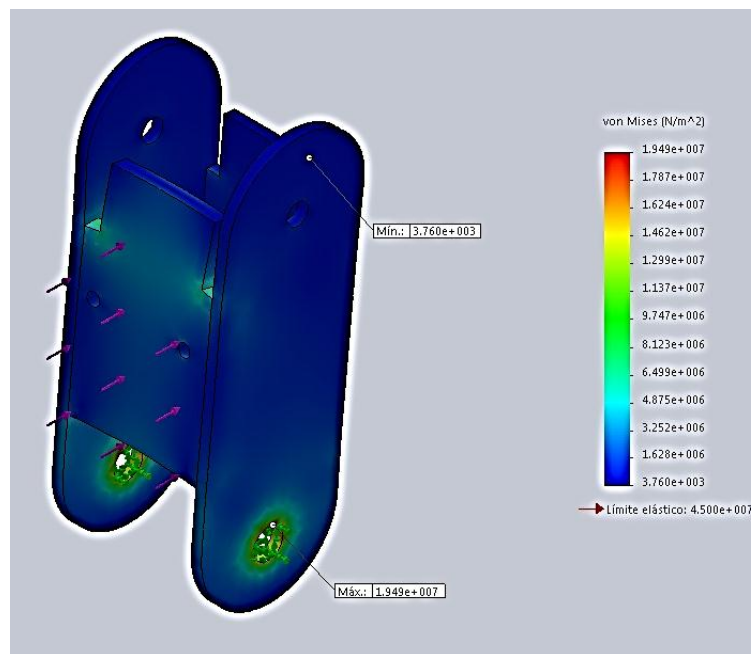 von Mises (N/m^2)
1.949e+007
1.787e+007
1.624e+007
1.462e+007
1.299e+007
1.137e+007
9.747e+006
8.123e+006
6.499e+006
4.875e+006
3.252e+006
1.628e+006
3.760e+003
Límite elástico: 4.500e+007
Mín.: 3.760e+003
Máx.: 1.949e+007